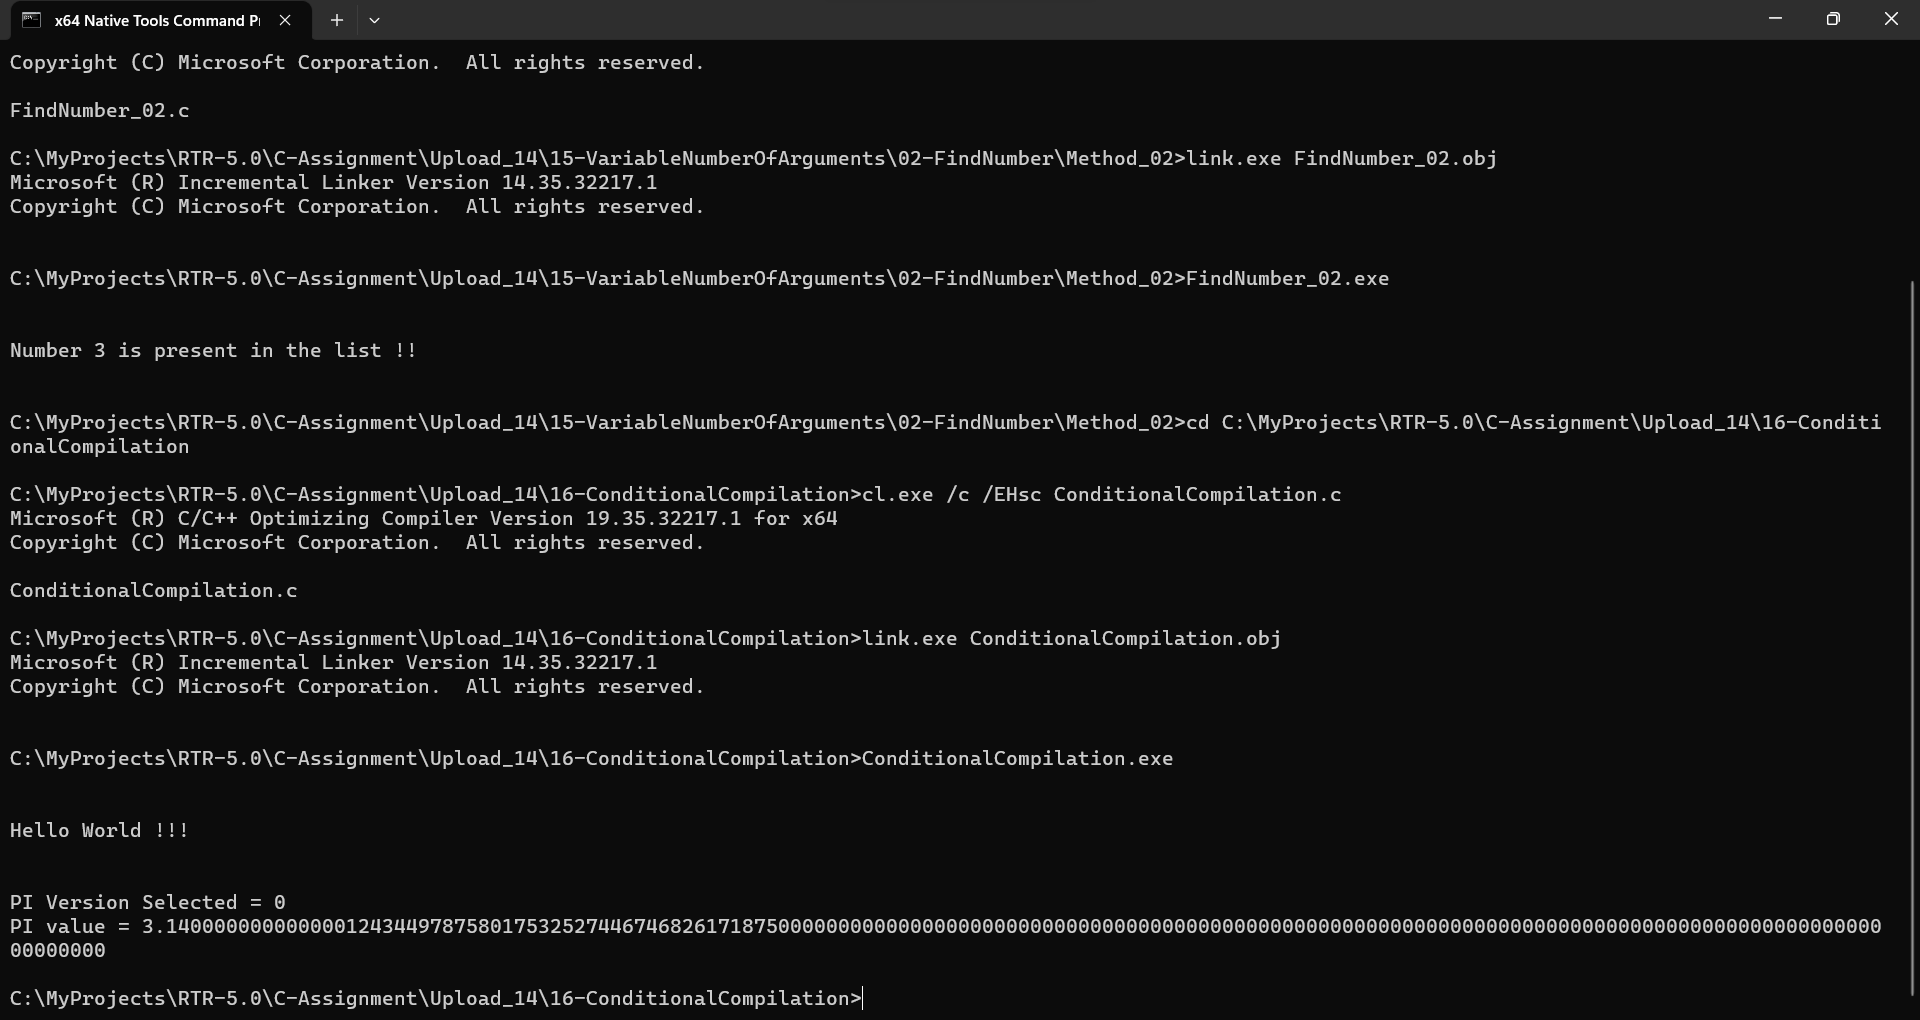 x64 Native Tools Command P
Copyright (C) Microsoft Corporation.  All rights reserved.
FindNumber_02.c
C:\MyProjects\RTR-5.0\C-Assignment\Upload_14\15-VariableNumberOfArguments\02-FindNumber\Method_02>link.exe FindNumber_02.obj
Microsoft (R) Incremental Linker Version 14.35.32217.1
Copyright (C) Microsoft Corporation.  All rights reserved.
C:\MyProjects\RTR-5.0\C-Assignment\Upload_14\15-VariableNumberOfArguments\02-FindNumber\Method_02>FindNumber_02.exe
Number 3 is present in the list !!
C:\MyProjects\RTR-5.0\C-Assignment\Upload_14\15-VariableNumberOfArguments\02-FindNumber\Method_02>cd C:\MyProjects\RTR-5.0\C-Assignment\Upload_14\16-Conditi
onalCompilation
C:\MyProjects\RTR-5.0\C-Assignment\Upload_14\16-ConditionalCompilation>cl.exe /c /EHsc ConditionalCompilation.c
Microsoft (R) C/C++ Optimizing Compiler Version 19.35.32217.1 for x64
Copyright (C) Microsoft Corporation.  All rights reserved.
ConditionalCompilation.c
C:\MyProjects\RTR-5.0\C-Assignment\Upload_14\16-ConditionalCompilation>link.exe ConditionalCompilation.obj
Microsoft (R) Incremental Linker Version 14.35.32217.1
Copyright (C) Microsoft Corporation.  All rights reserved.
C:\MyProjects\RTR-5.0\C-Assignment\Upload_14\16-ConditionalCompilation>ConditionalCompilation.exe
Hello World !!!
PI Version Selected = 0
PI value = 3.1400000000000001243449787580175325274467468261718750000000000000000000000000000000000000000000000000000000000000000000000000000000000000000000000
00000000
C:\MyProjects\RTR-5.0\C-Assignment\Upload_14\16-ConditionalCompilation>